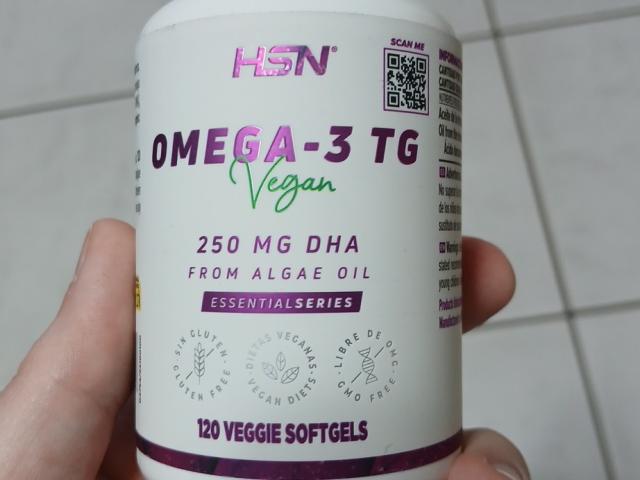 HSN®
SCAN ME
OMEGA-3 TG
Vegan
250 MG DHA
FROM ALGAE OIL
ESSENTIALSERIES
· SIN GLUTEN ·
GLUTEN FREE
· DIETAS VEGANAS ·
VEGAN DIETS
· LIBRE DE OMG ·
GMO FREE
120 VEGGIE SOFTGELS